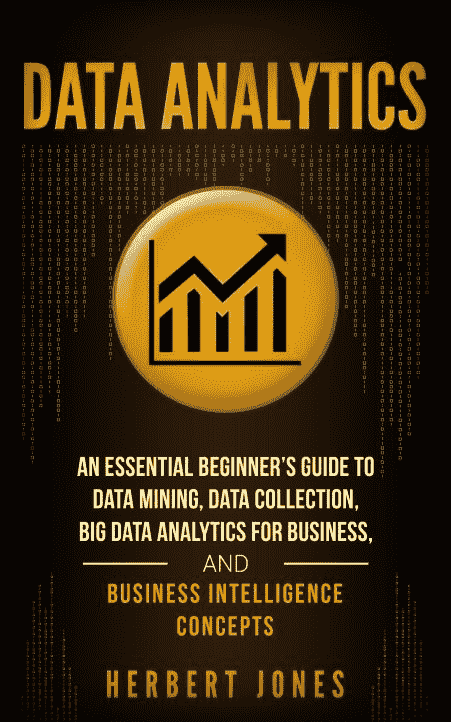 DATA ANALYTICS
AN ESSENTIAL BEGINNER'S GUIDE TO
DATA MINING, DATA COLLECTION,
BIG DATA ANALYTICS FOR BUSINESS,
AND
BUSINESS INTELLIGENCE
CONCEPTS
HERBERT JONES